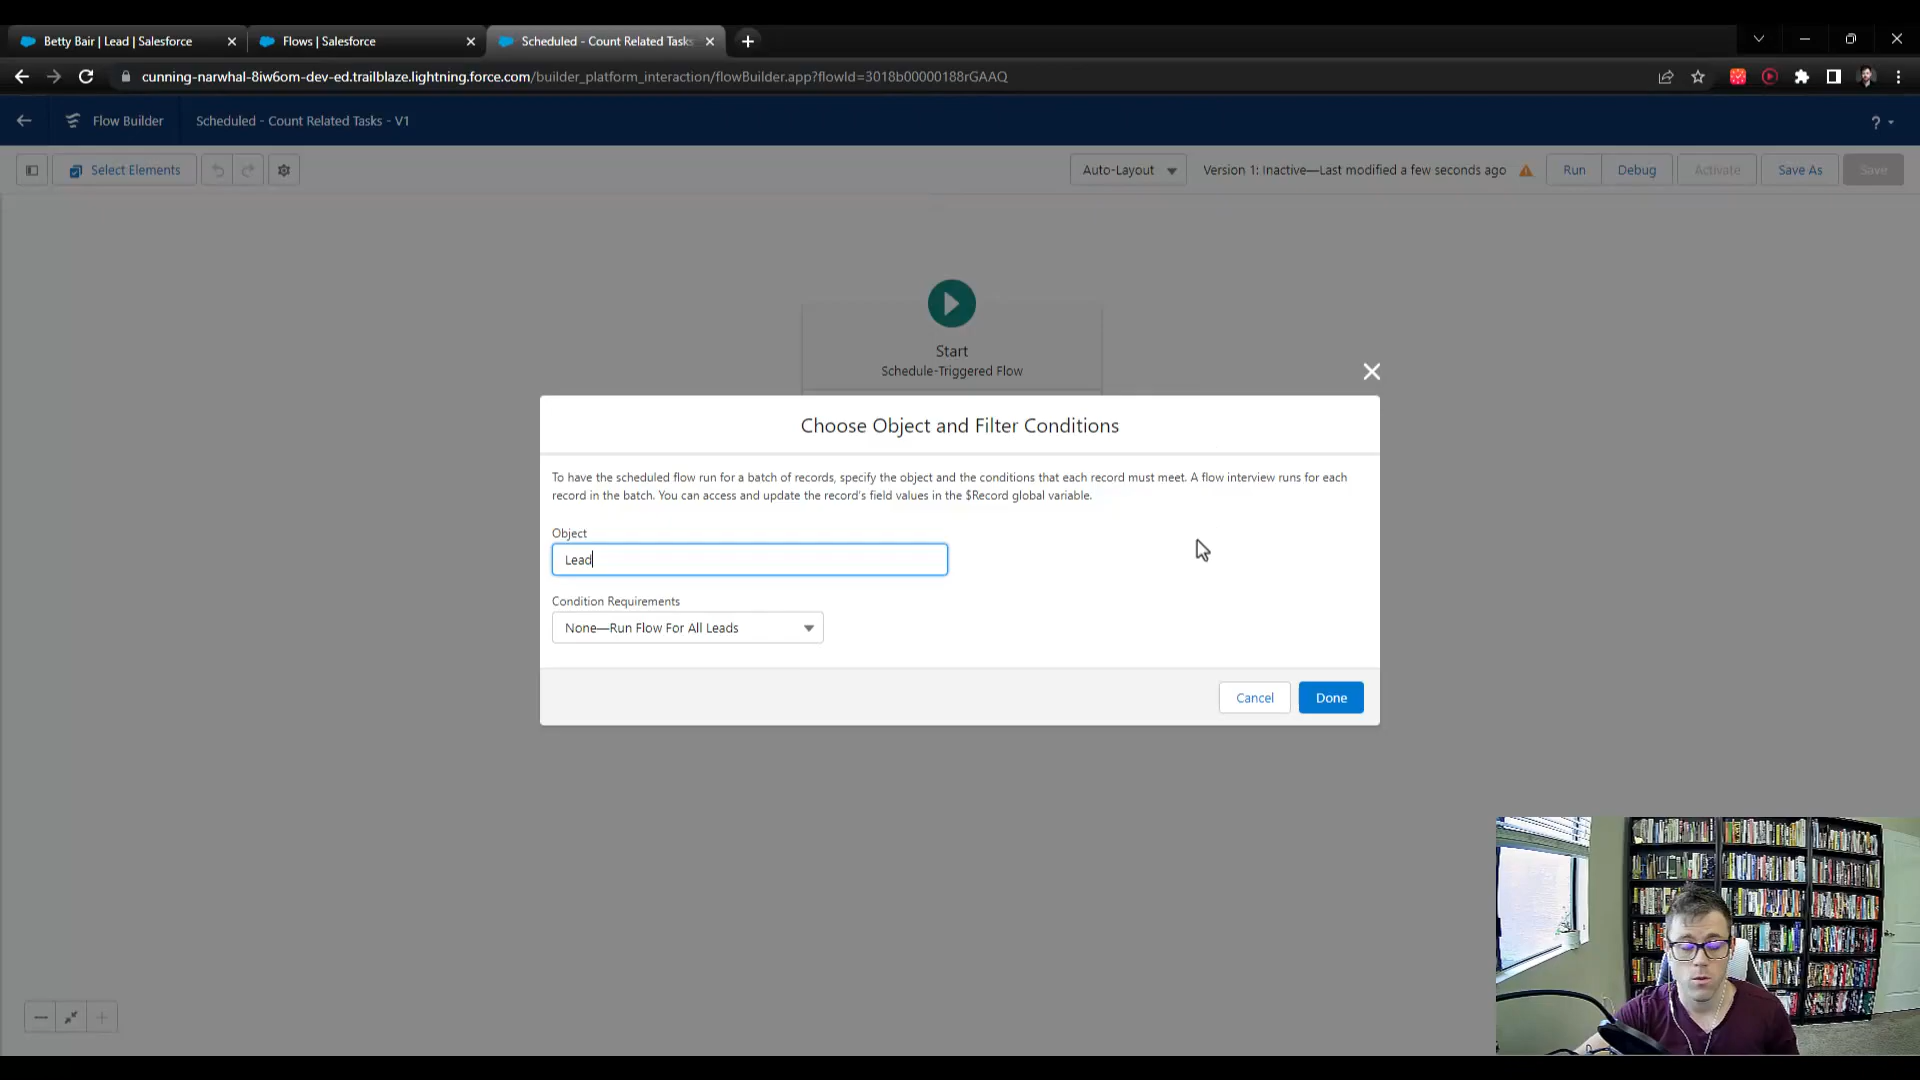 Betty Bair | Lead | Salesforce
Flows | Salesforce
Scheduled - Count Related Tasks
cunning-narwhal-8iw6om-dev-ed.trailblaze.lightning.force.com/builder_platform_interaction/flowBuilder.app?flowId=3018b00000188rGAAQ
Flow Builder
Scheduled - Count Related Tasks - V1
?
Select Elements
Auto-Layout
Version 1: Inactive—Last modified a few seconds ago
Run
Debug
Activate
Save As
Save
Start
Schedule-Triggered Flow
Choose Object and Filter Conditions
To have the scheduled flow run for a batch of records, specify the object and the conditions that each record must meet. A flow interview runs for each
record in the batch. You can access and update the record's field values in the $Record global variable.
Object
Lead
Condition Requirements
None—Run Flow For All Leads
Cancel
Done